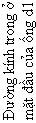 Đường kính trong ở
mặt đầu của ống d1